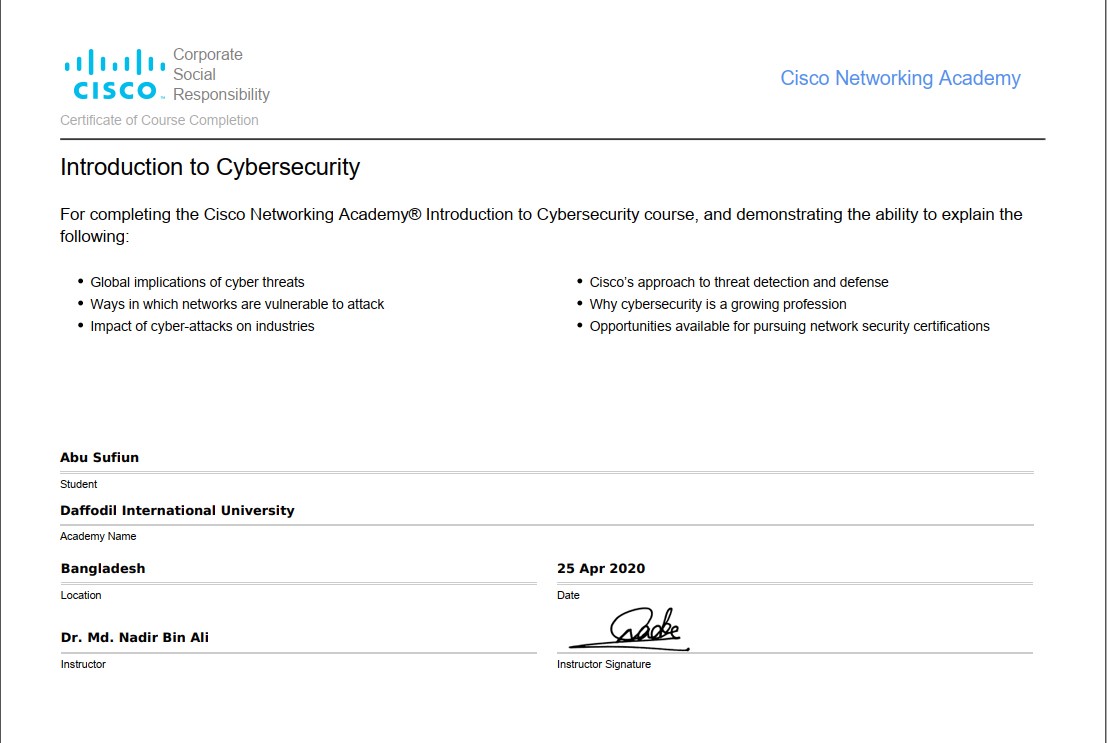 Corporate
Social
Responsibility
CISCO™
Cisco Networking Academy
Certificate of Course Completion
Introduction to Cybersecurity
For completing the Cisco Networking Academy® Introduction to Cybersecurity course, and demonstrating the ability to explain the
following:
• Global implications of cyber threats
• Ways in which networks are vulnerable to attack
• Impact of cyber-attacks on industries
• Cisco’s approach to threat detection and defense
• Why cybersecurity is a growing profession
• Opportunities available for pursuing network security certifications
Abu Sufiun
Student
Daffodil International University
Academy Name
Bangladesh
Location
25 Apr 2020
Date
Dr. Md. Nadir Bin Ali
Instructor
Instructor Signature